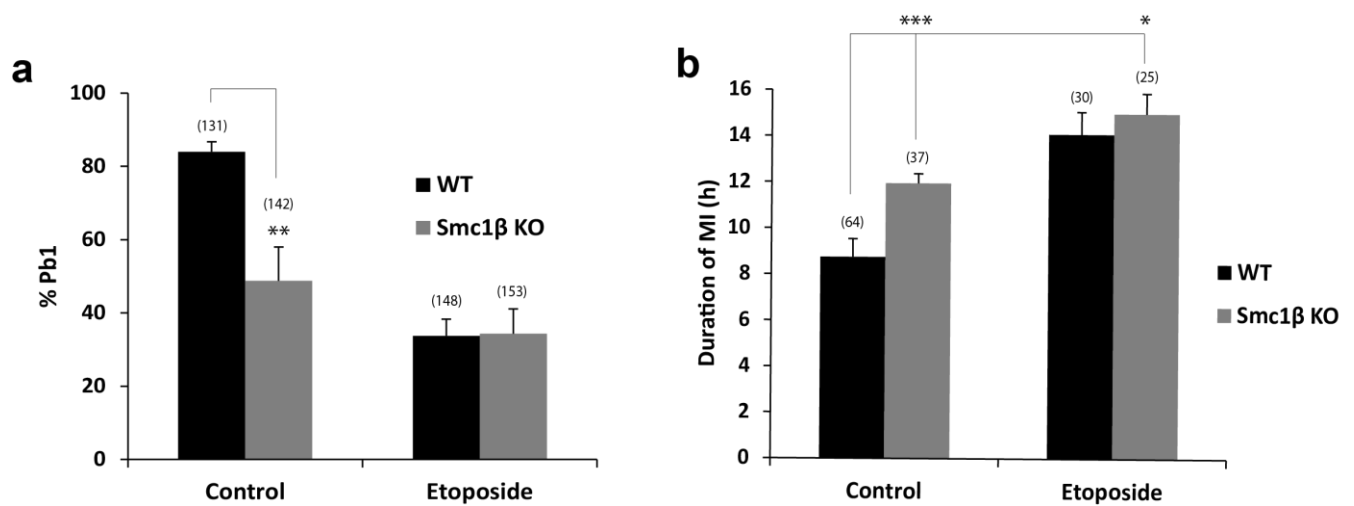 a
100
80
60
40
20
0
% Pb1
(131)
(142)
**
(148)
(153)
WT
Smc1β KO
Control
Etoposide
b
***
*
16
14
12
10
8
6
4
2
0
Duration of MI (h)
(64)
(37)
(30)
(25)
WT
Smc1β KO
Control
Etoposide